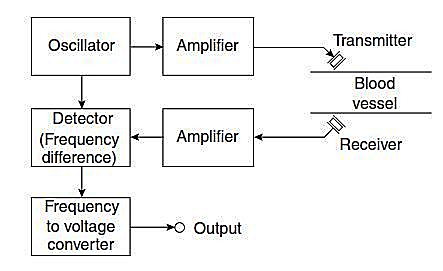 Oscillator
Amplifier
Transmitter
Blood
vessel
Detector
(Frequency
difference)
Amplifier
Receiver
Frequency
to voltage
converter
Output